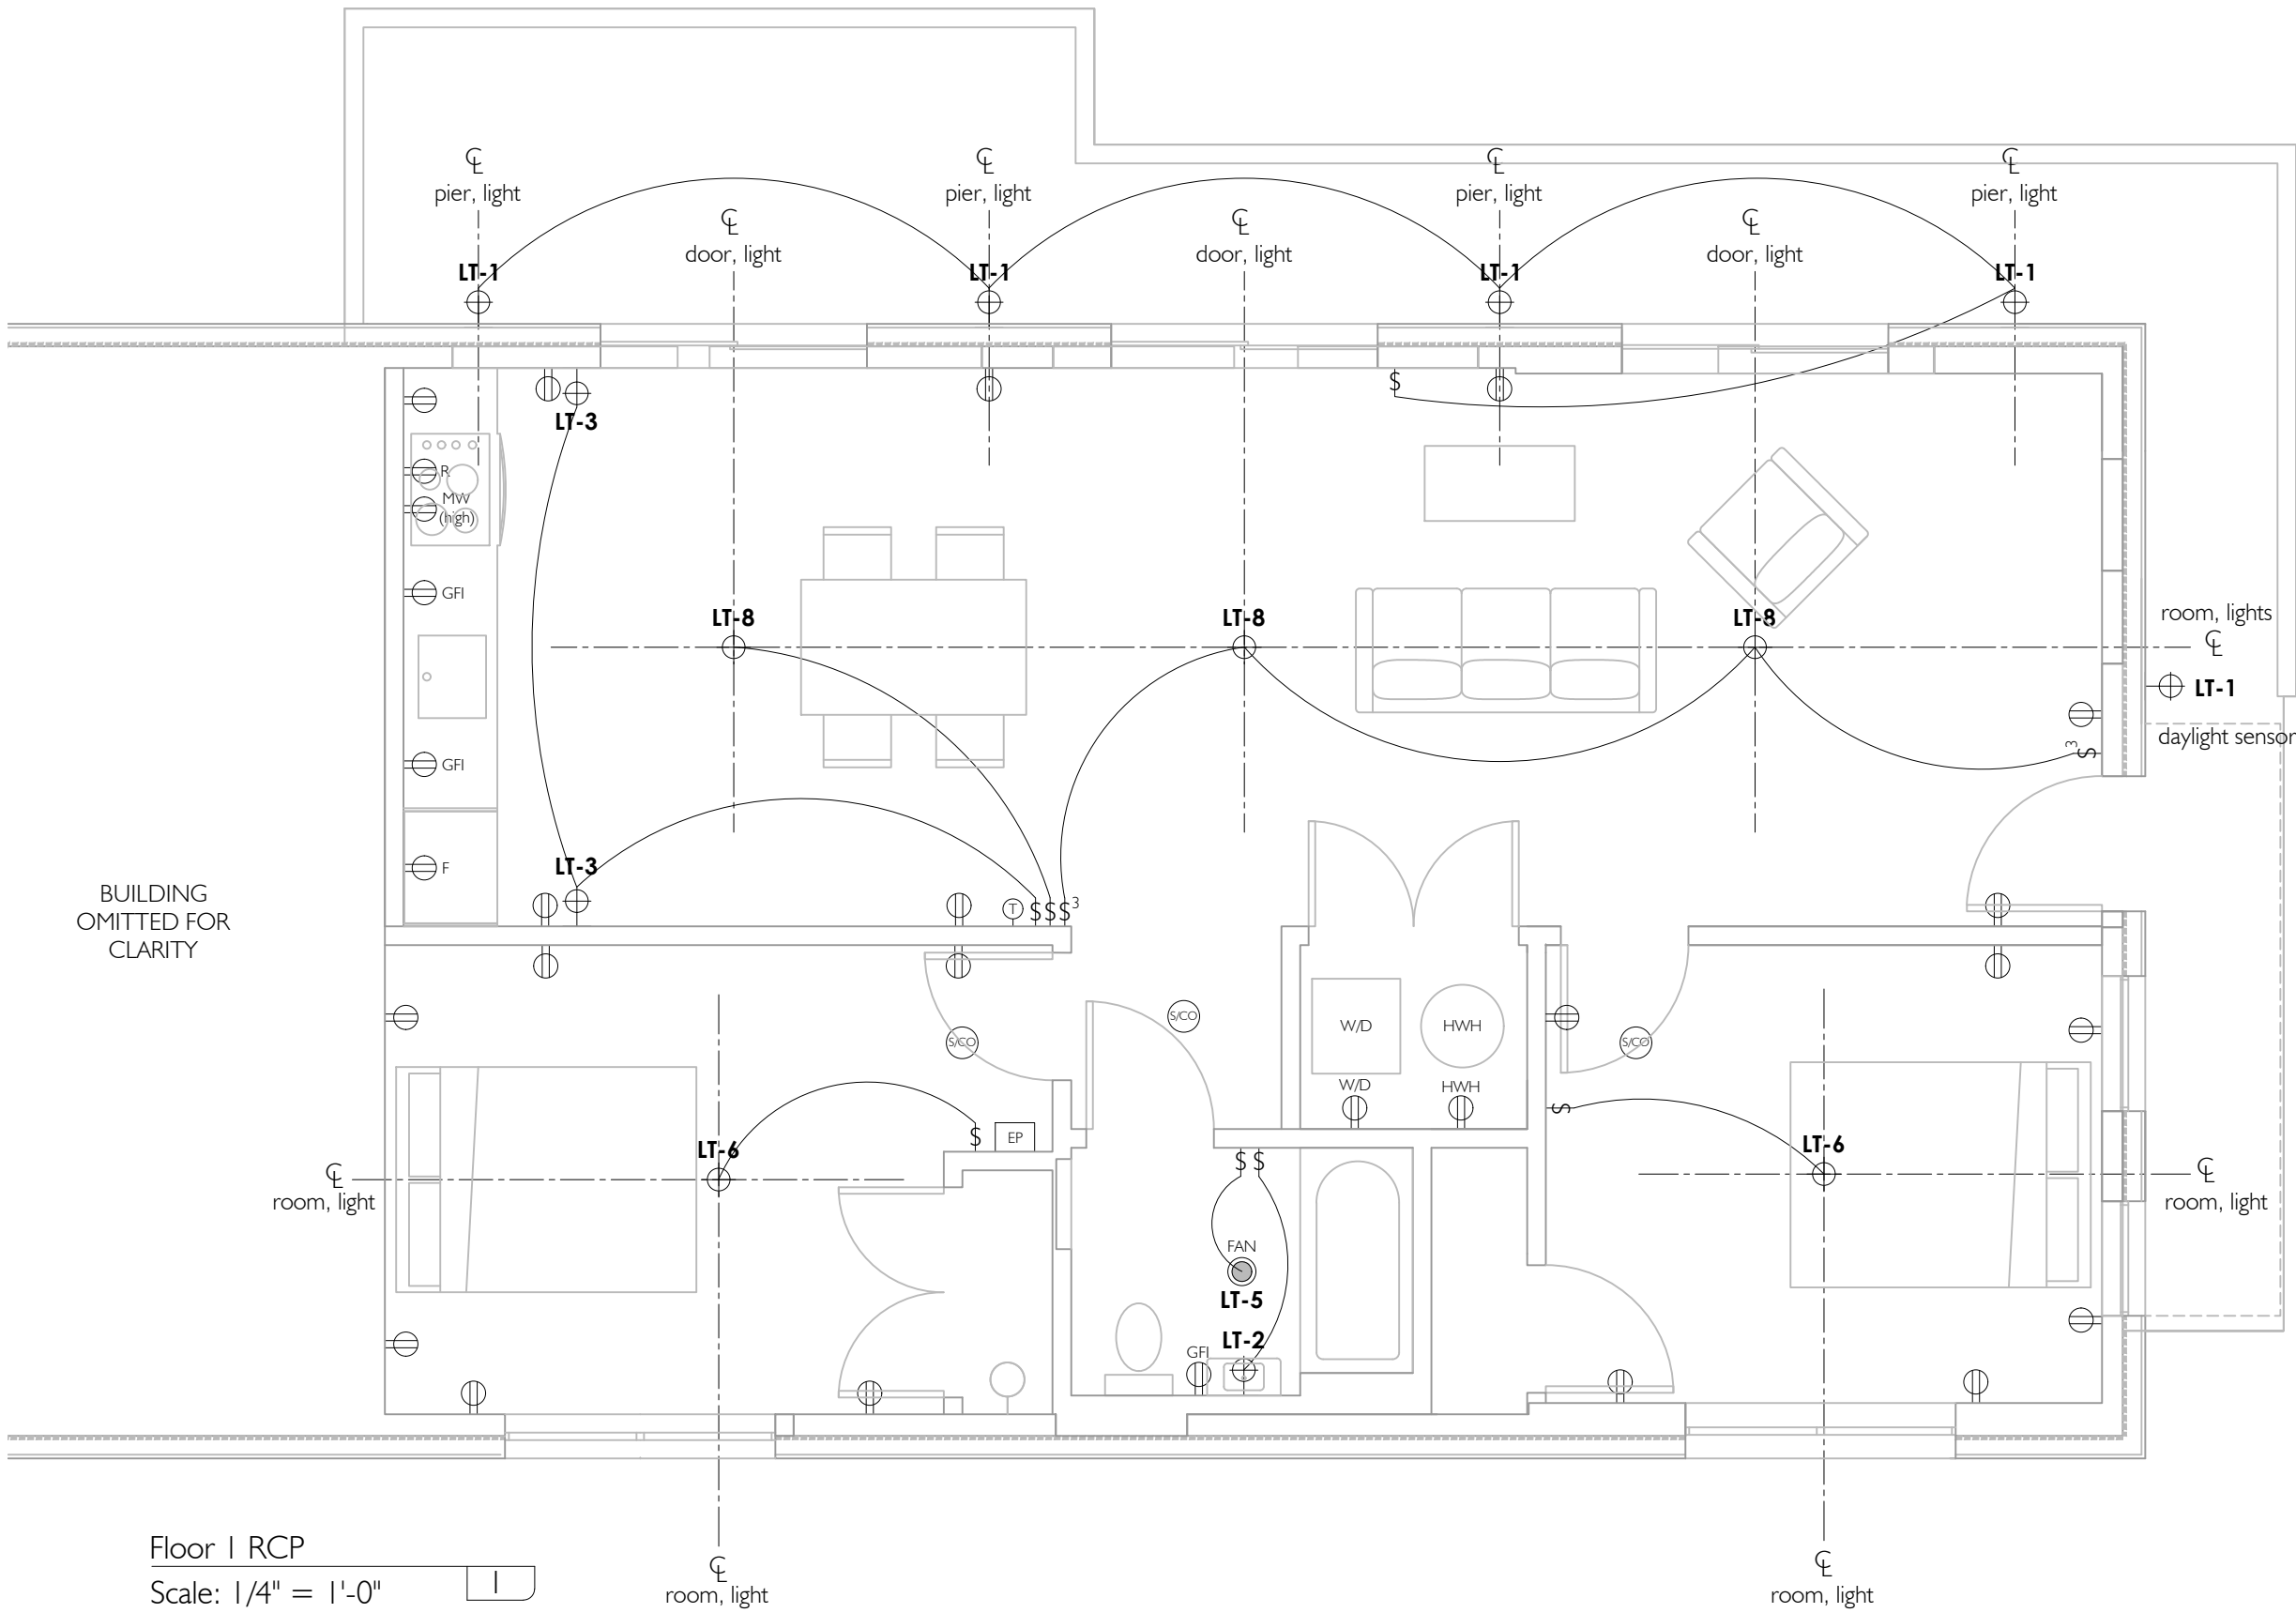 ℄ ℄ ℄ ℄
pier, light pier, light pier, light pier, light
℄ ℄ ℄
door, light door, light door, light
LT-1 LT-1 LT-1 LT-1
$
LT-3
R
MW
(high)
GFI
LT-8 LT-8 LT-8
room, lights
℄
LT-1
daylight sensor
$3
GFI
LT-3
F
T $$$3
BUILDING
OMITTED FOR
CLARITY
S/CO S/CO S/CO
W/D HWH
W/D HWH
$
$ EP
LT-6 LT-6
$ $
℄
room, light
℄
room, light
FAN
LT-5
LT-2
GFI
Floor 1 RCP
1
Scale: 1/4" = 1'-0"
℄
room, light
℄
room, light